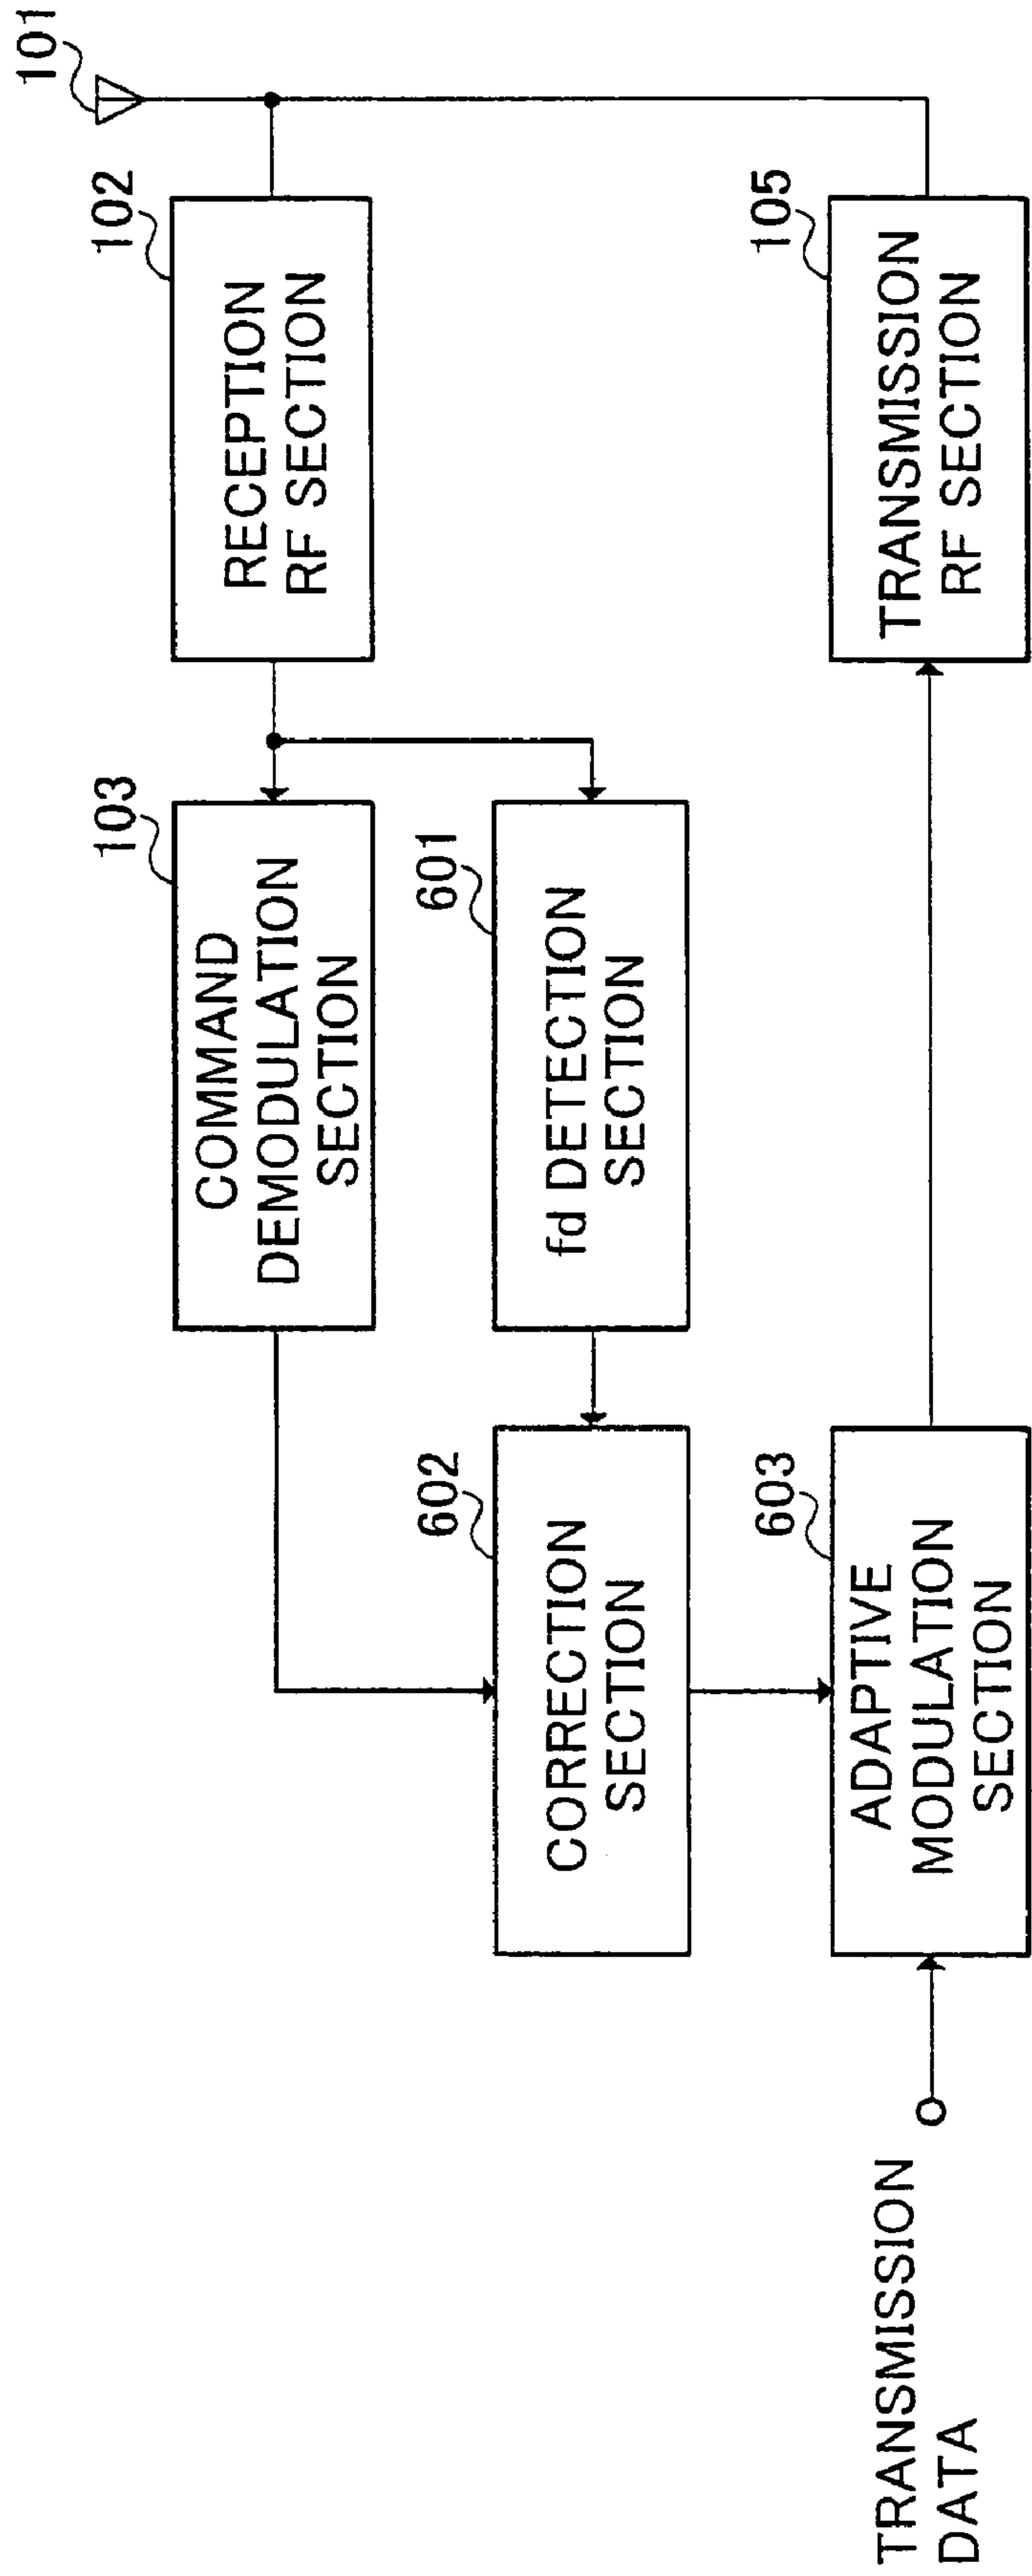 101
102
RECEPTION
RF SECTION
103
COMMAND
DEMODULATION
SECTION
601
fd DETECTION
SECTION
602
CORRECTION
SECTION
105
TRANSMISSION
RF SECTION
603
ADAPTIVE
MODULATION
SECTION
TRANSMISSION
DATA